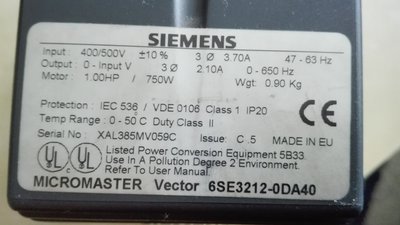 SIEMENS
Input : 400/500V ±10 % 3 Ø 3.70A 47 - 63 Hz
Output : 0 - Input V 3 Ø 2.10A 0 - 650 Hz
Motor : 1.00HP / 750W Wgt: 0.90 Kg
Protection : IEC 536 / VDE 0106 Class 1 IP20
Temp Range : 0 - 50 C Duty Class II
CE
Serial No : XAL385MV059C Issue: C .5 MADE IN EU
UL UL Listed Power Conversion Equipment 5B33.
Use In A Pollution Degree 2 Environment.
Refer To User Manual.
MICROMASTER Vector 6SE3212-0DA40